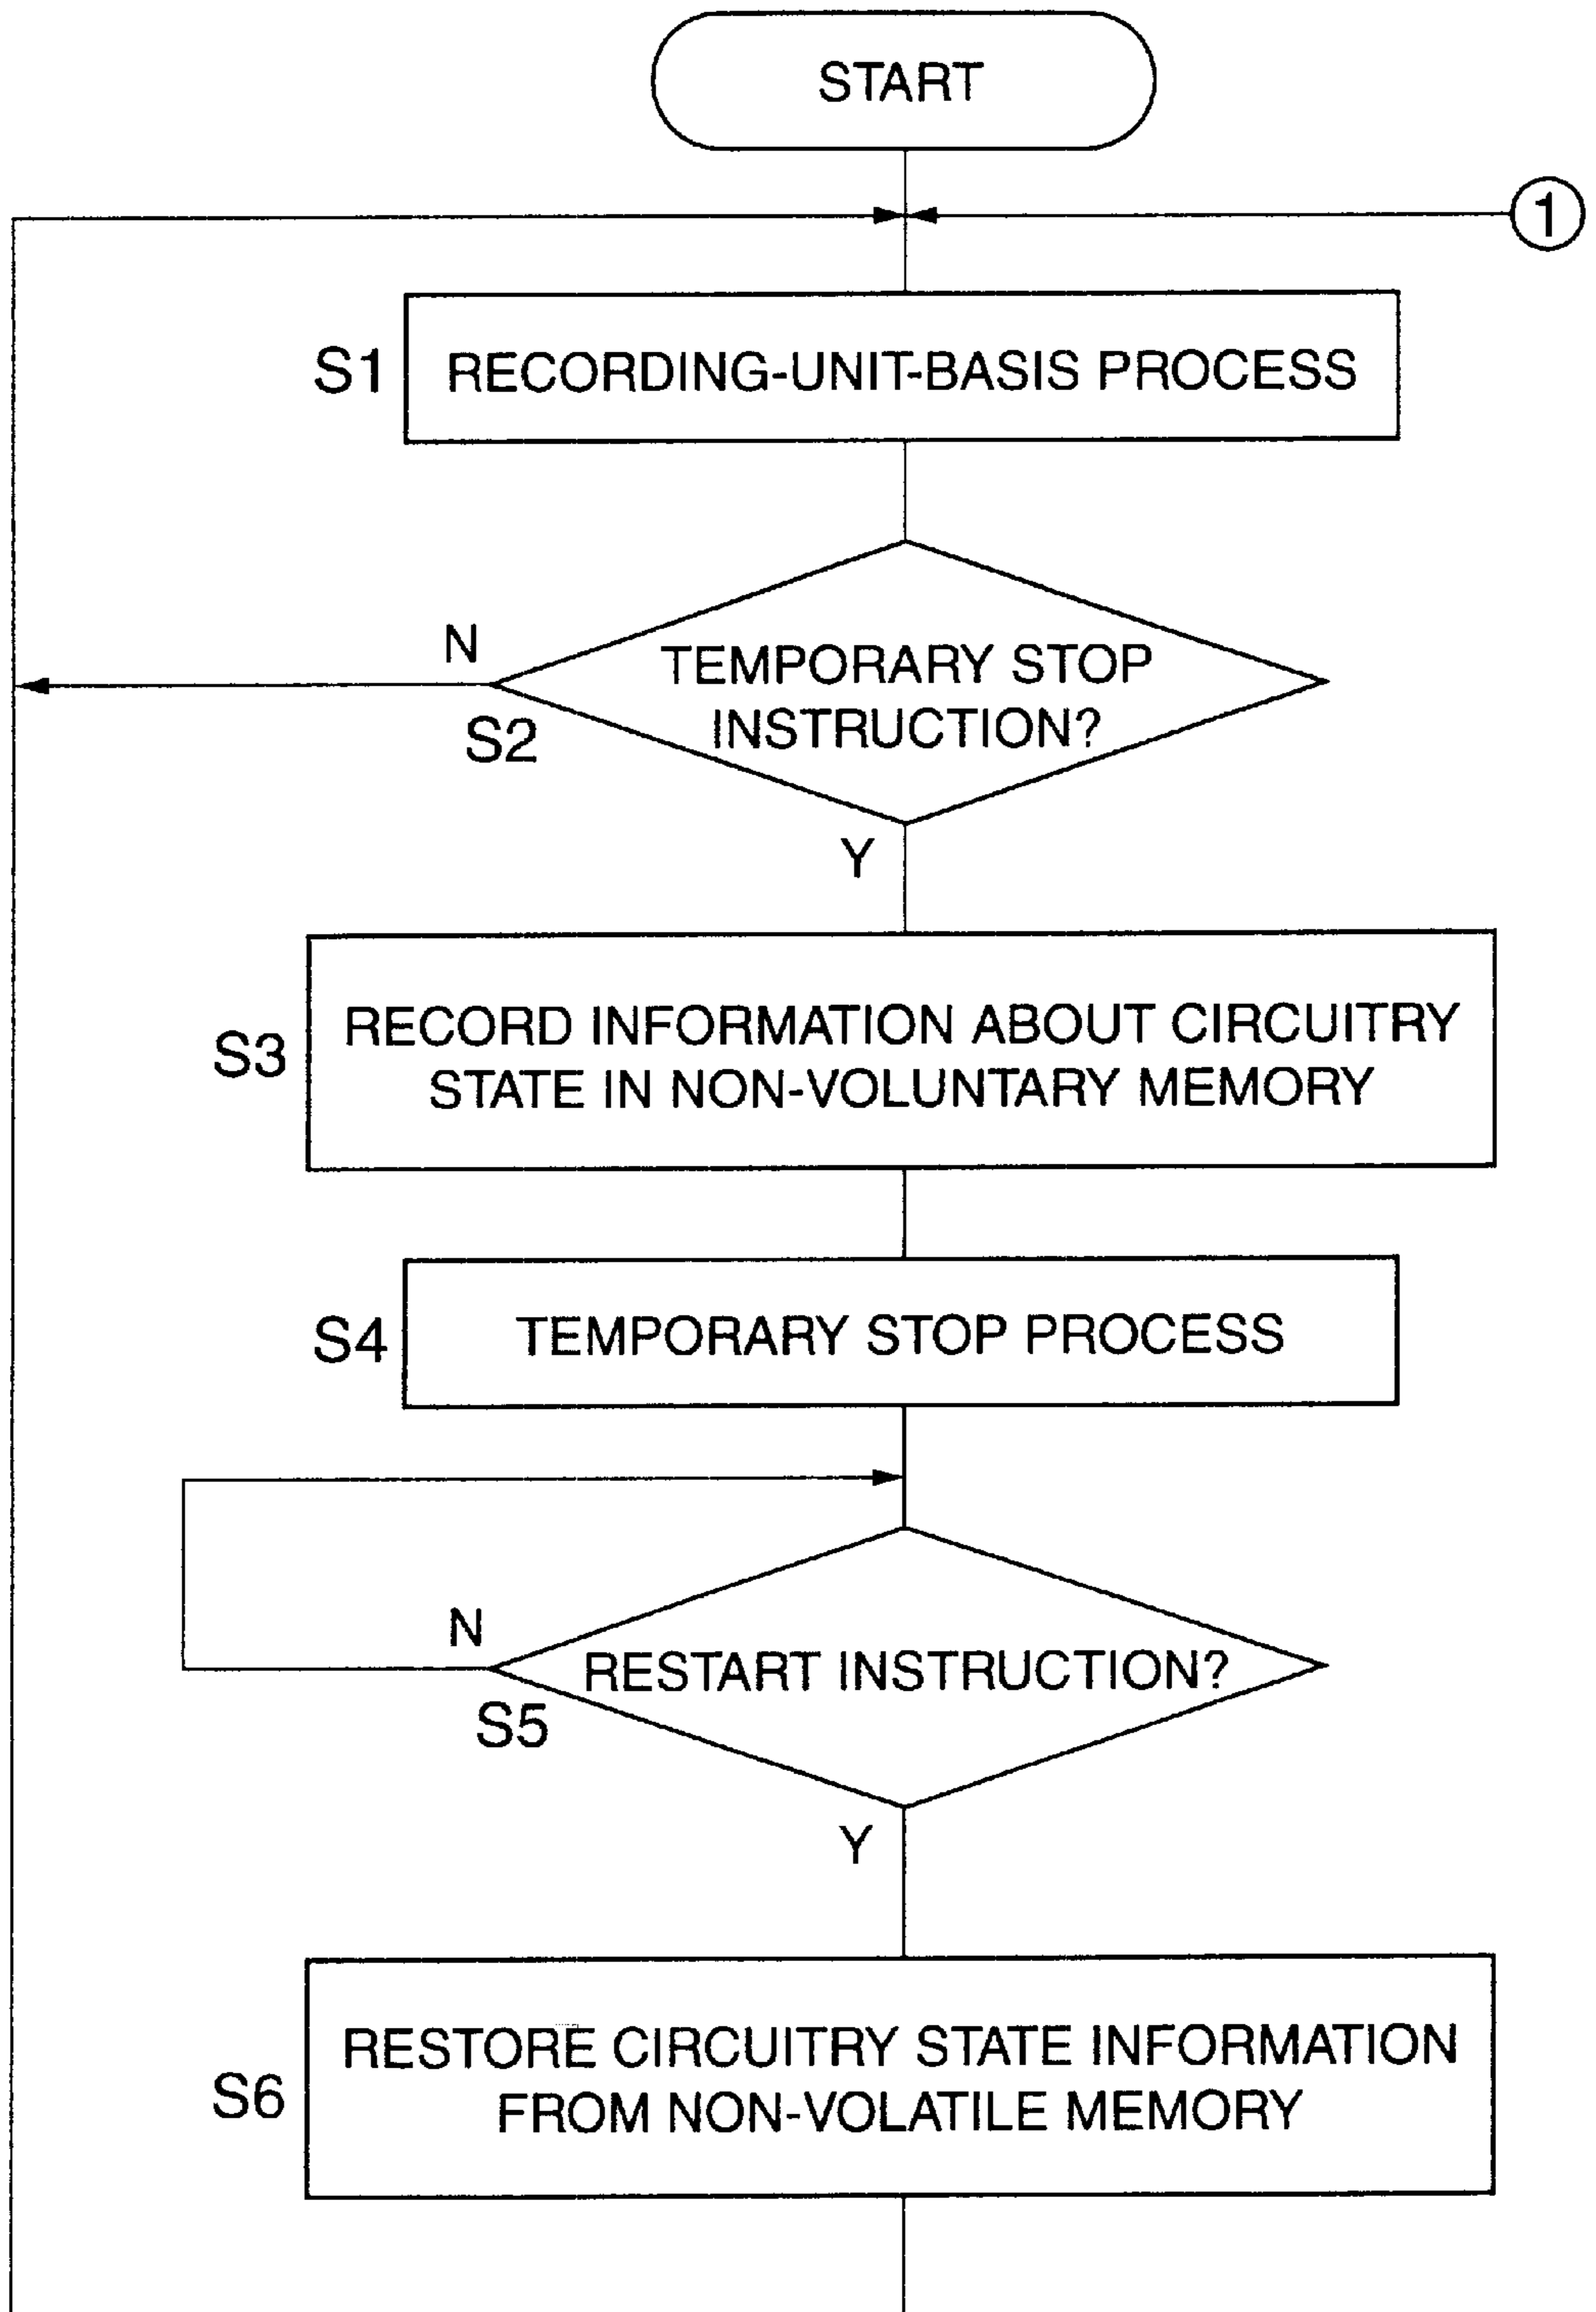 START
1
S1
RECORDING-UNIT-BASIS PROCESS
N
TEMPORARY STOP
INSTRUCTION?
S2
Y
S3
RECORD INFORMATION ABOUT CIRCUITRY
STATE IN NON-VOLUNTARY MEMORY
S4
TEMPORARY STOP PROCESS
N
RESTART INSTRUCTION?
S5
Y
S6
RESTORE CIRCUITRY STATE INFORMATION
FROM NON-VOLATILE MEMORY